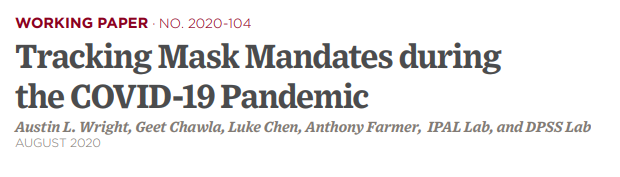 WORKING PAPER · NO. 2020-104
Tracking Mask Mandates during
the COVID-19 Pandemic
Austin L. Wright, Geet Chawla, Luke Chen, Anthony Farmer, IPAL Lab, and DPSS Lab
AUGUST 2020